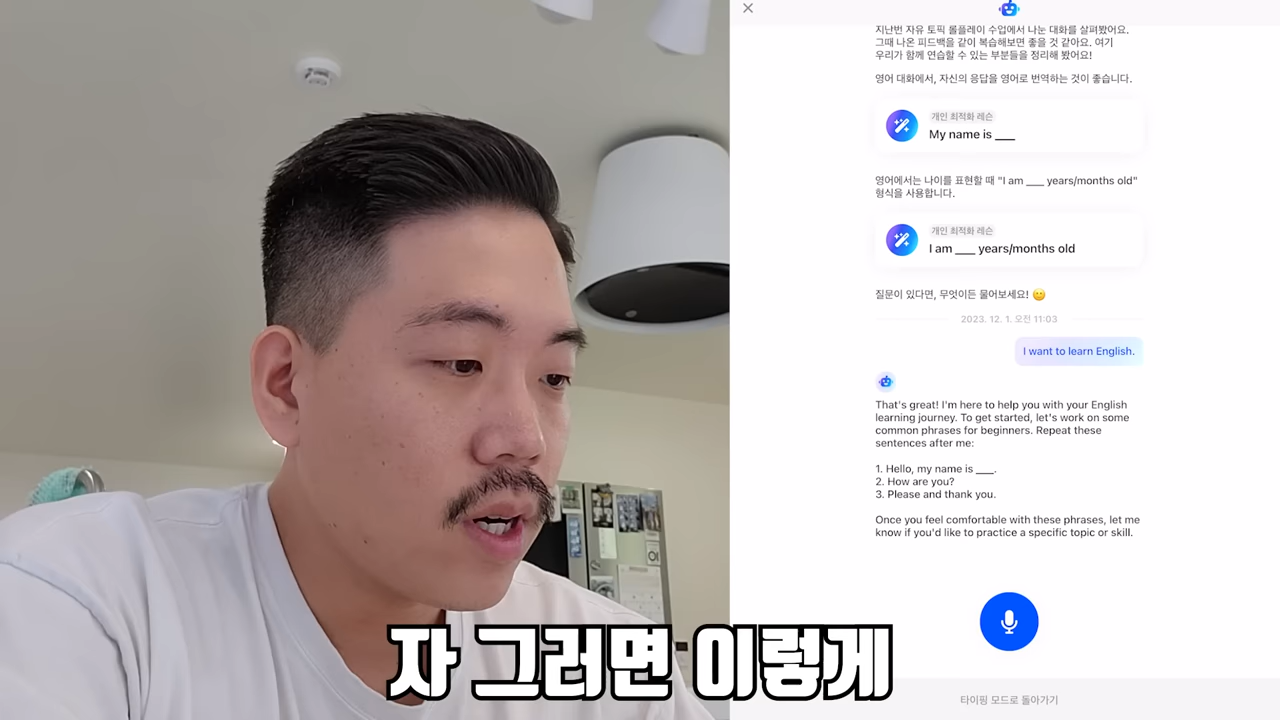 지난번 자유 토픽 롤플레이 수업에서 나눈 대화를 살펴봤어요.
그때 나온 피드백을 같이 복습해보면 좋을 것 같아요. 여기
우리가 함께 연습할 수 있는 부분들을 정리해 봤어요!
영어 대화에서, 자신의 응답을 영어로 번역하는 것이 좋습니다.
개인 최적화 레슨
My name is ___
영어에서는 나이를 표현할 때 "I am ___ years/months old"
형식을 사용합니다.
개인 최적화 레슨
I am ___ years/months old
질문이 있다면, 무엇이든 물어보세요! 🙂
2023. 12. 1. 오전 11:03
I want to learn English.
That's great! I'm here to help you with your English
learning journey. To get started, let's work on some
common phrases for beginners. Repeat these
sentences after me:
1. Hello, my name is ___.
2. How are you?
3. Please and thank you.
Once you feel comfortable with these phrases, let me
know if you'd like to practice a specific topic or skill.
자 그러면 이렇게
타이핑 모드로 돌아가기